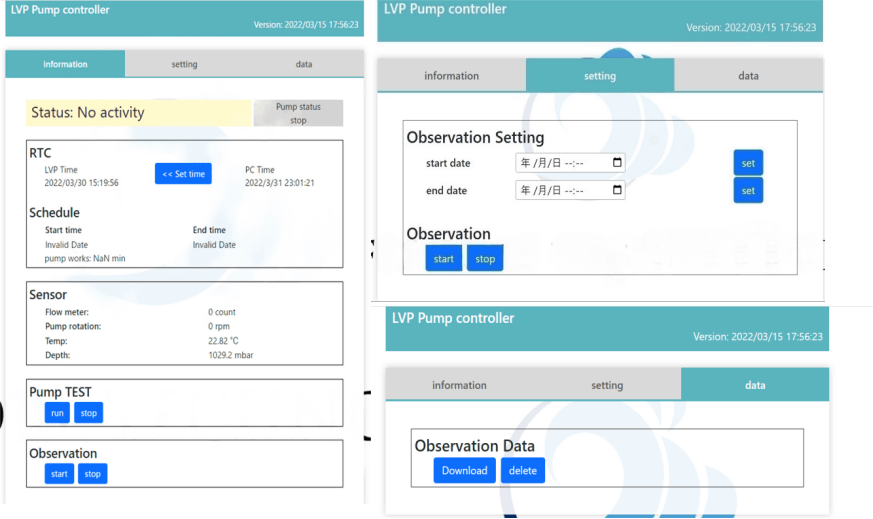 LVP Pump controller
Version: 2022/03/15 17:56:23
information setting data
Status: No activity
Pump status
stop
RTC
LVP Time
2022/03/30 15:19:56
<< Set time
PC Time
2022/3/31 23:01:21
Schedule
Start time End time
Invalid Date Invalid Date
pump works: NaN min
Sensor
Flow meter: 0 count
Pump rotation: 0 rpm
Temp: 22.82 °C
Depth: 1029.2 mbar
Pump TEST
run stop
Observation
start stop
LVP Pump controller
Version: 2022/03/15 17:56:23
information setting data
Observation Setting
start date 年 /月/日 --:-- set
end date 年 /月/日 --:-- set
Observation
start stop
LVP Pump controller
Version: 2022/03/15 17:56:23
information setting data
Observation Data
Download delete